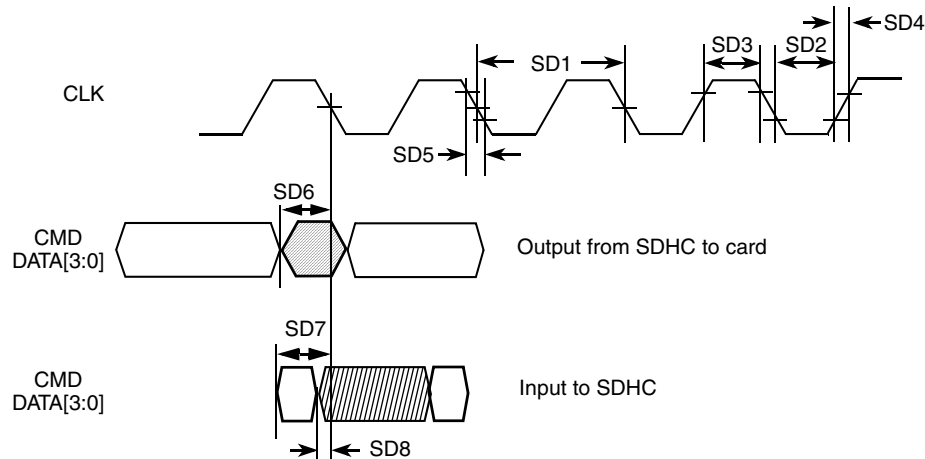 SD4
SD3
SD2
SD1
CLK
SD5
SD6
CMD
DATA[3:0]
Output from SDHC to card
SD7
CMD
DATA[3:0]
Input to SDHC
SD8